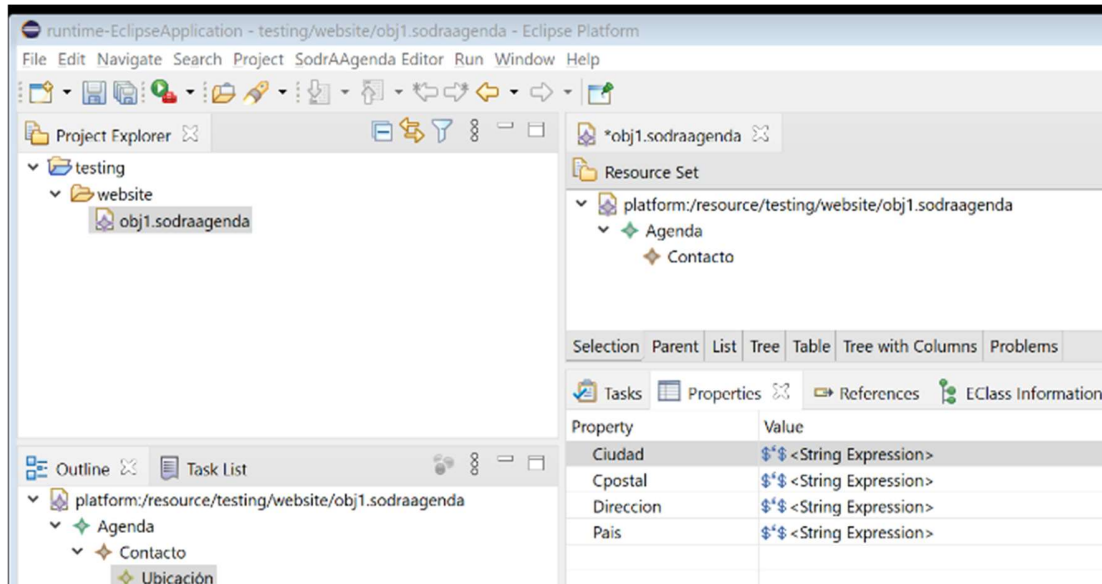 runtime-EclipseApplication - testing/website/obj1.sodraagenda - Eclipse Platform
File Edit Navigate Search Project SodrAAgenda Editor Run Window Help
Project Explorer
testing
website
obj1.sodraagenda
*obj1.sodraagenda
Resource Set
platform:/resource/testing/website/obj1.sodraagenda
Agenda
Contacto
Selection Parent List Tree Table Tree with Columns Problems
Tasks Properties References EClass Information
Property Value
Ciudad <String Expression>
Cpostal <String Expression>
Direccion <String Expression>
Pais <String Expression>
Outline Task List
platform:/resource/testing/website/obj1.sodraagenda
Agenda
Contacto
Ubicación